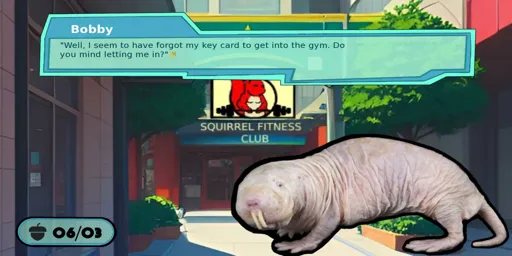 Bobby
"Well, I seem to have forgot my key card to get into the gym. Do
you mind letting me in?"
SQUIRREL FITNESS
CLUB
06/03